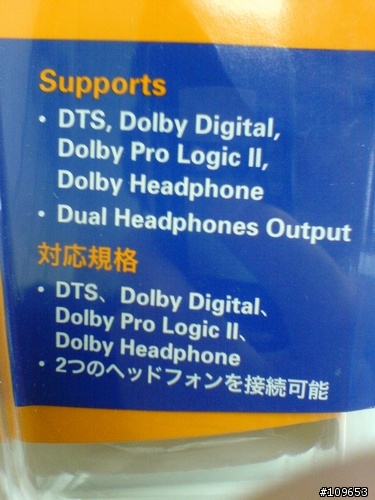 Supports
• DTS, Dolby Digital,
Dolby Pro Logic II,
Dolby Headphone
• Dual Headphones Output
対応規格
• DTS、Dolby Digital、
Dolby Pro Logic II、
Dolby Headphone
• 2つのヘッドフォンを接続可能
#109653